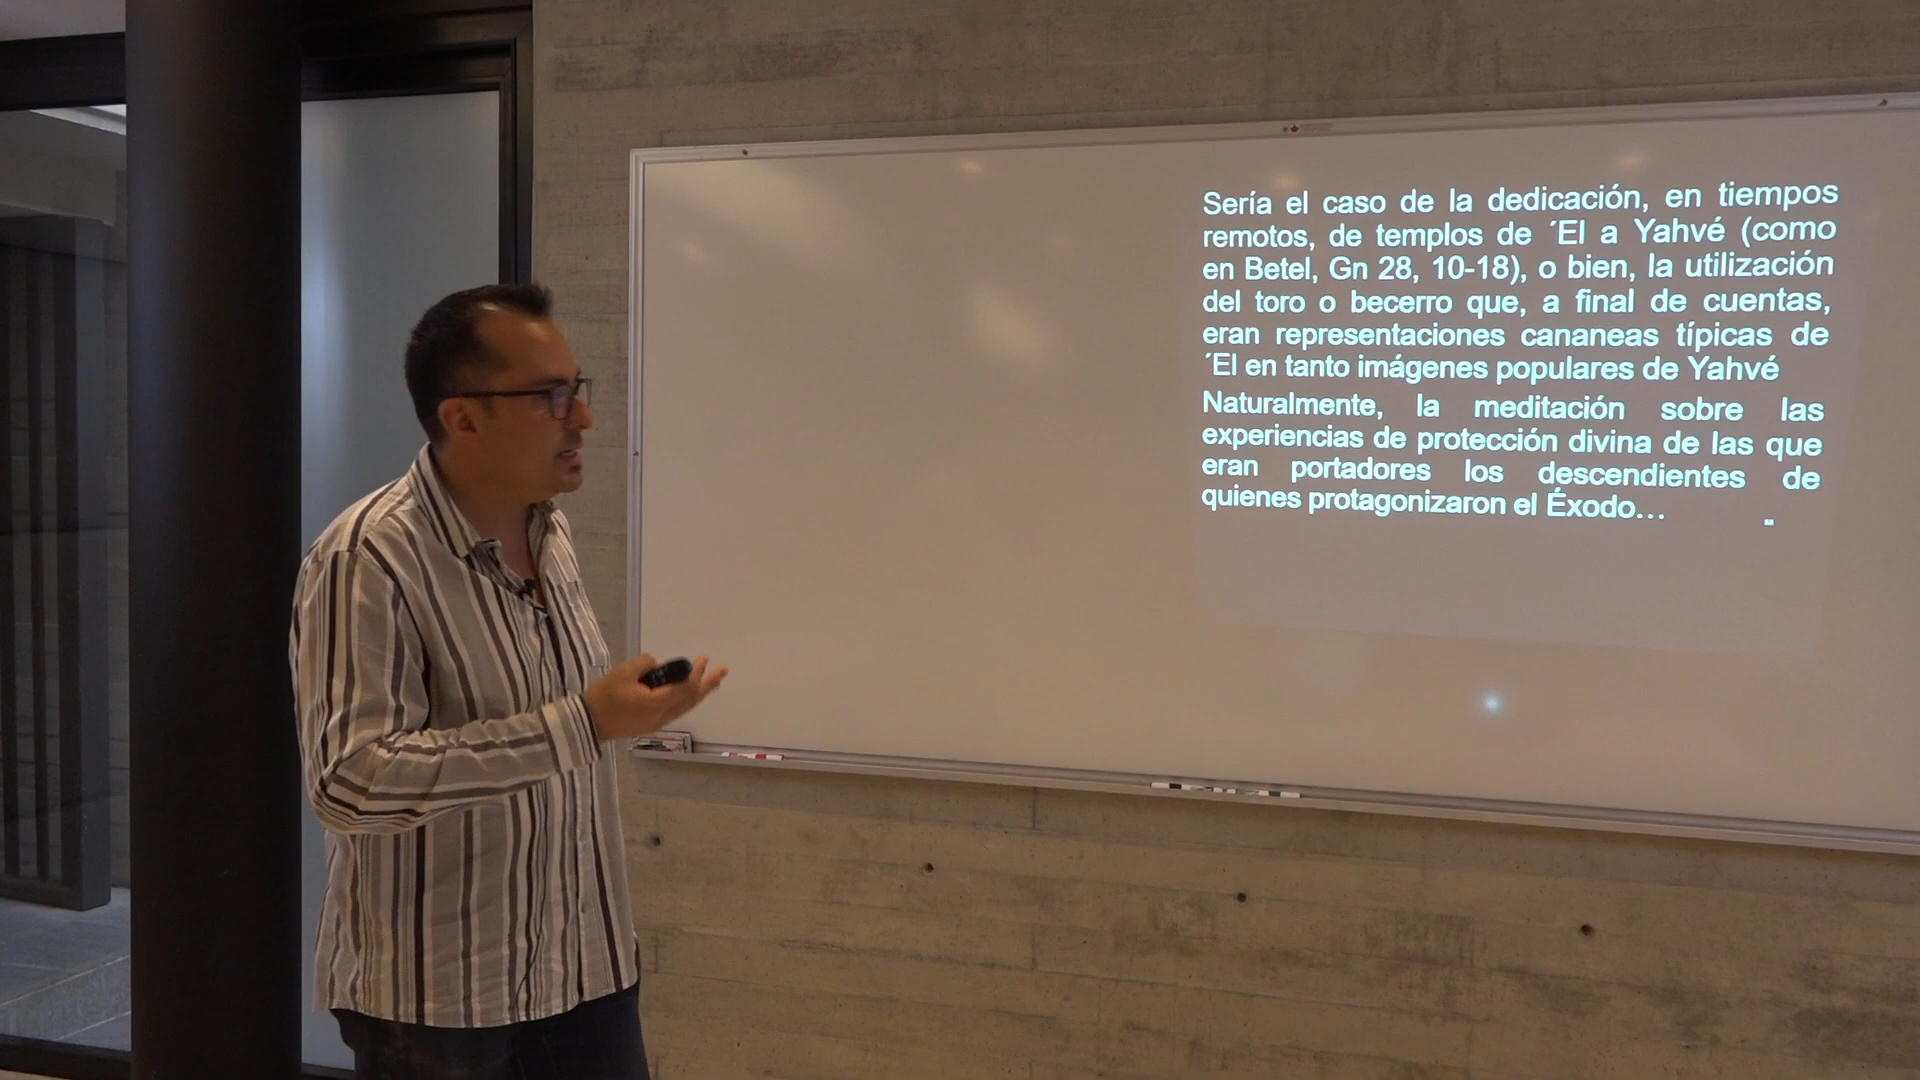 Sería el caso de la dedicación, en tiempos
remotos, de templos de ´El a Yahvé (como
en Betel, Gn 28, 10-18), o bien, la utilización
del toro o becerro que, a final de cuentas,
eran representaciones cananeas típicas de
´El en tanto imágenes populares de Yahvé
Naturalmente, la meditación sobre las
experiencias de protección divina de las que
eran portadores los descendientes de
quienes protagonizaron el Éxodo…